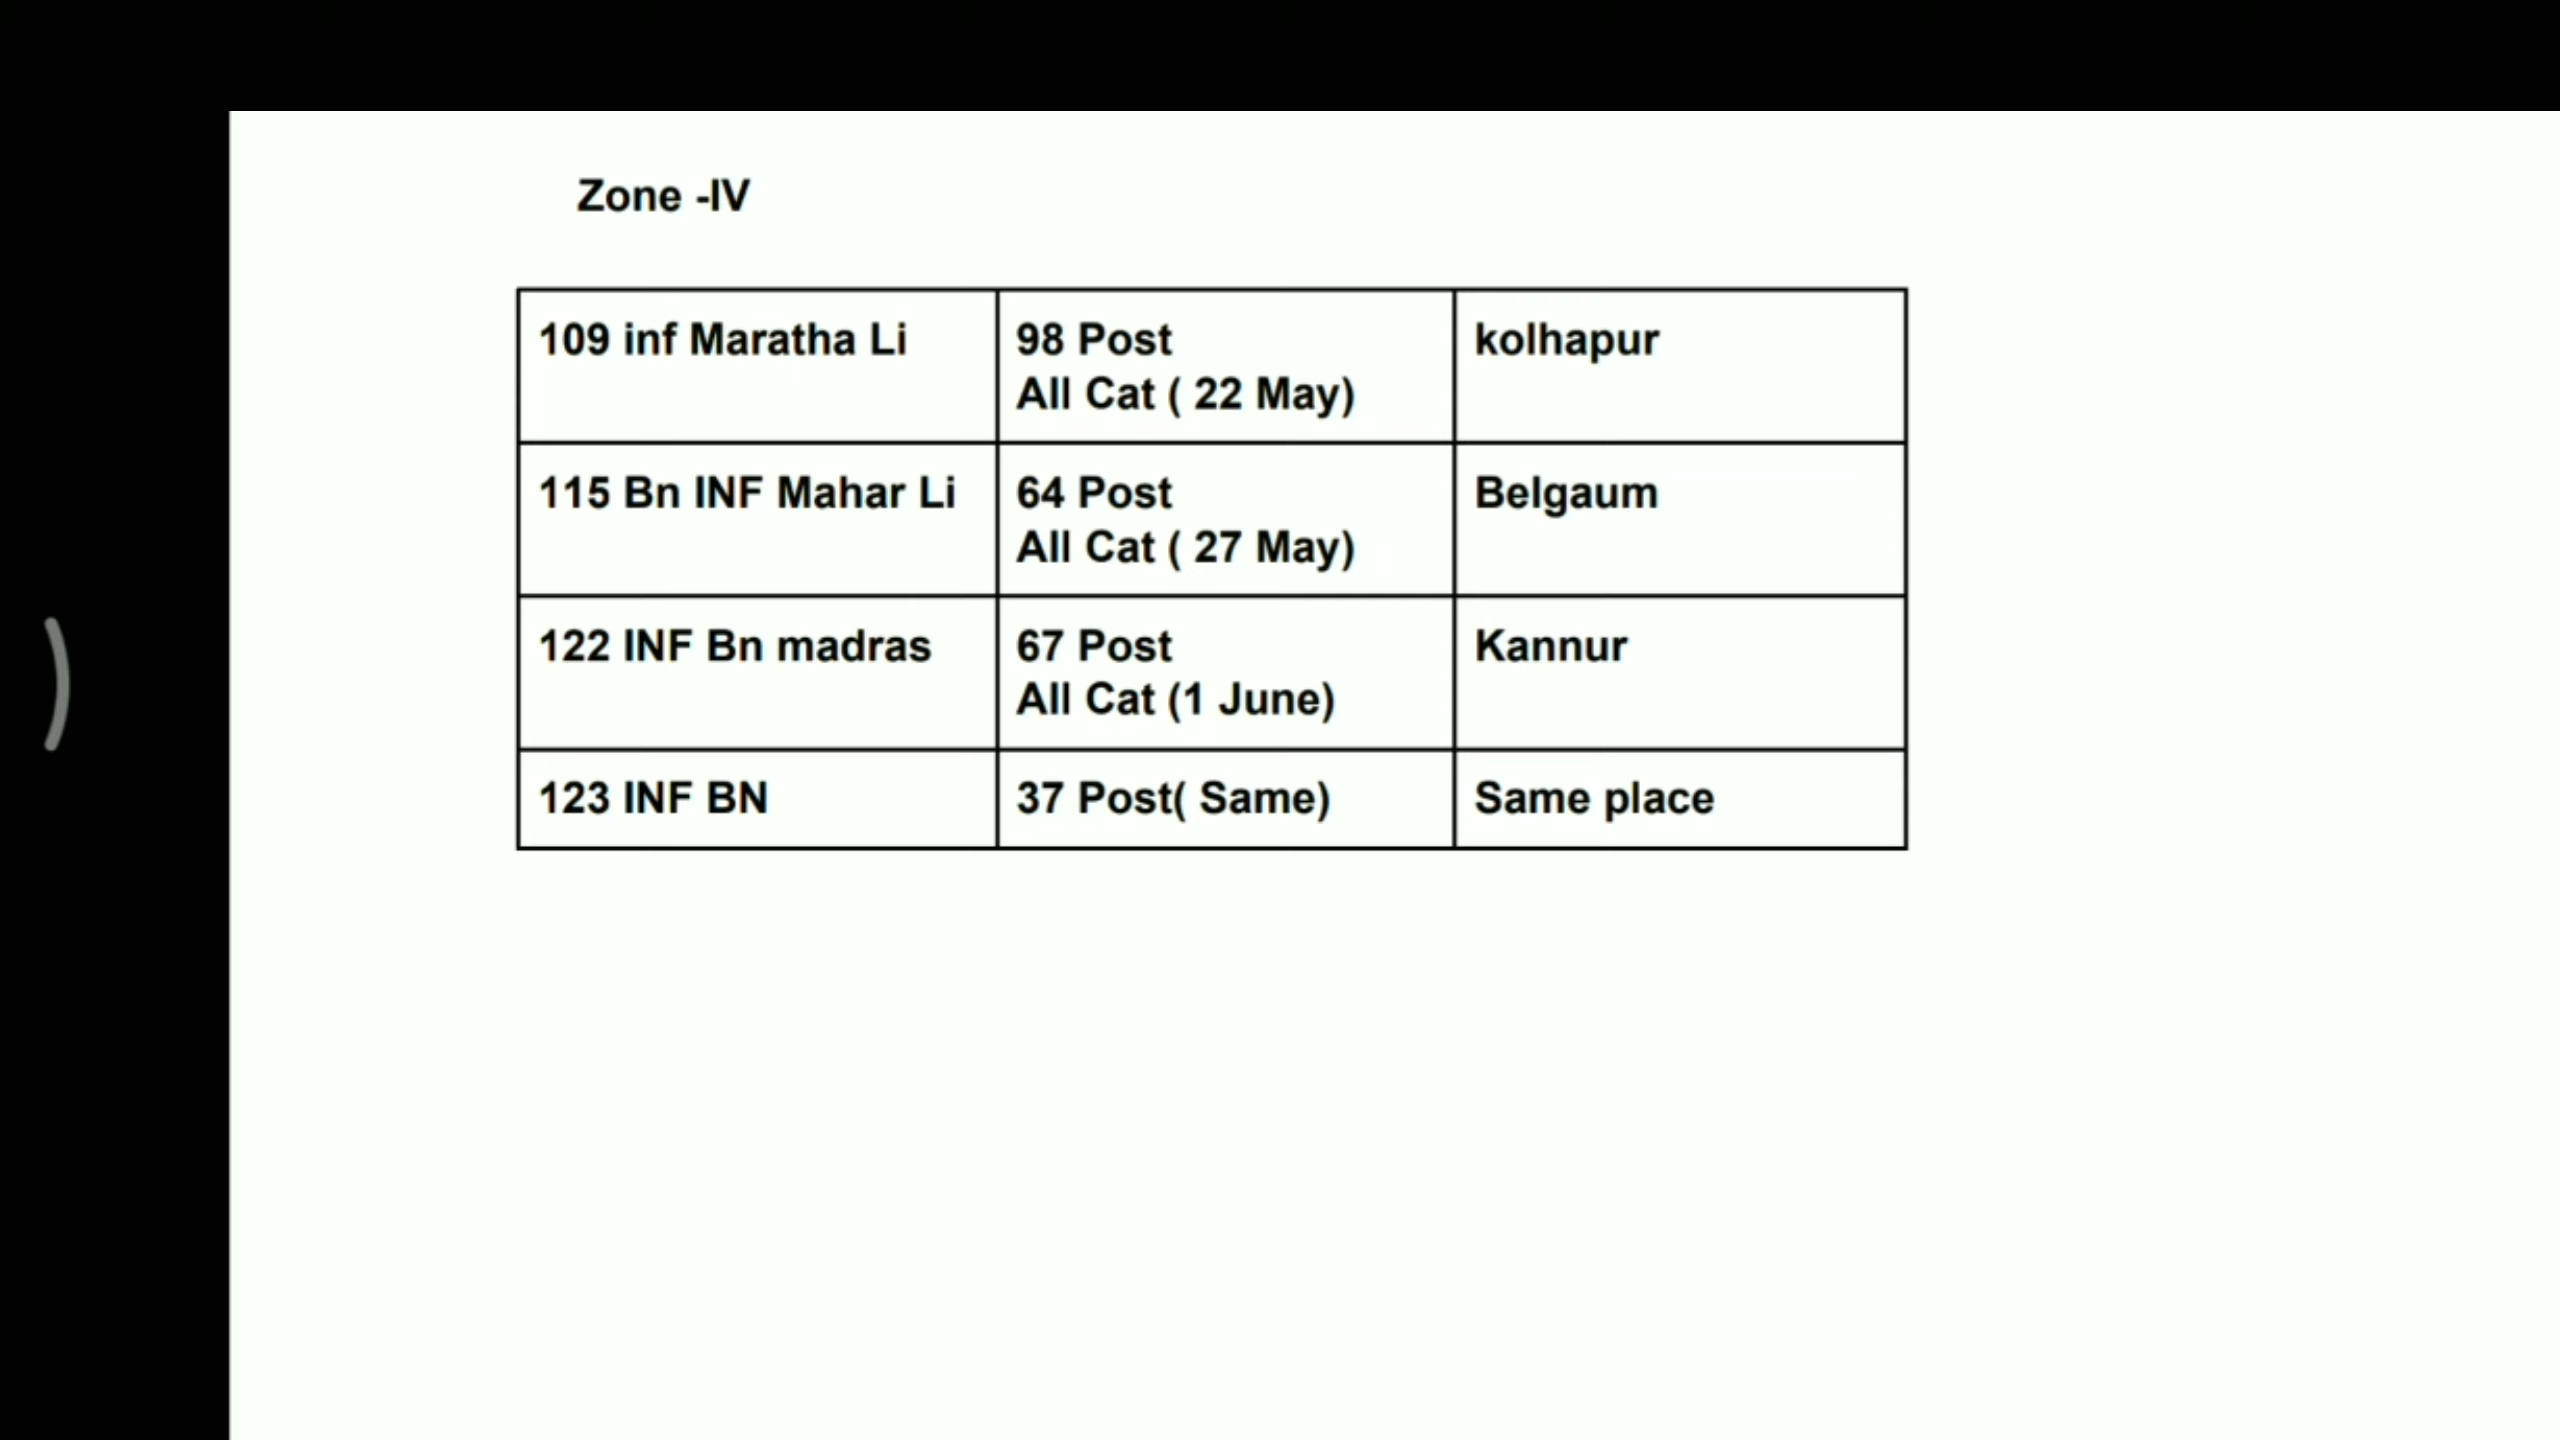 Zone -IV
109 inf Maratha Li
98 Post
All Cat ( 22 May)
kolhapur
115 Bn INF Mahar Li
64 Post
All Cat ( 27 May)
Belgaum
122 INF Bn madras
67 Post
All Cat (1 June)
Kannur
123 INF BN
37 Post( Same)
Same place